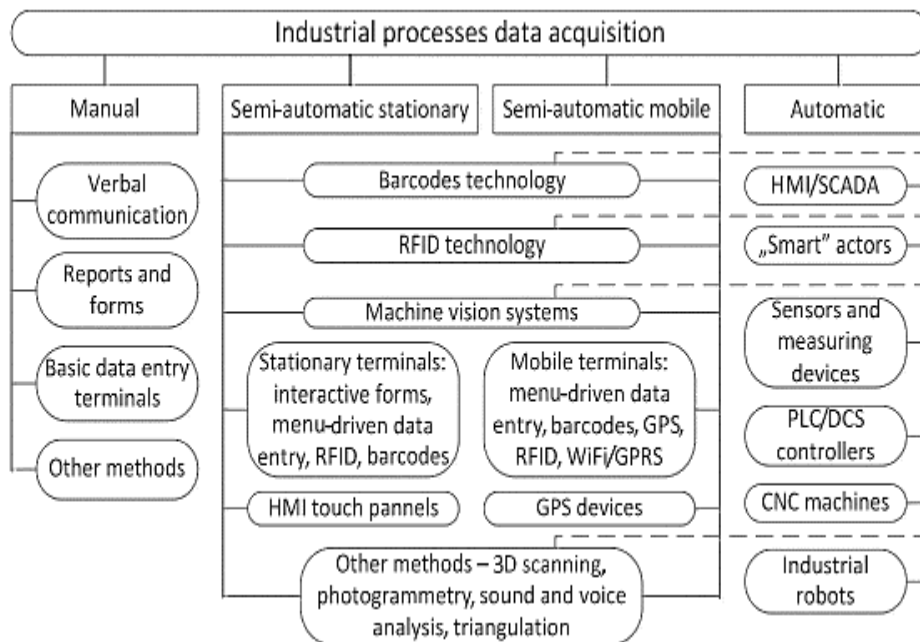 Industrial processes data acquisition
Manual
Semi-automatic stationary
Semi-automatic mobile
Automatic
Verbal
communication
Reports and
forms
Basic data entry
terminals
Other methods
Barcodes technology
RFID technology
Machine vision systems
Stationary terminals:
interactive forms,
menu-driven data
entry, RFID, barcodes
Mobile terminals:
menu-driven data
entry, barcodes, GPS,
RFID, WiFi/GPRS
HMI touch pannels
GPS devices
Other methods – 3D scanning,
photogrammetry, sound and voice
analysis, triangulation
HMI/SCADA
„Smart” actors
Sensors and
measuring
devices
PLC/DCS
controllers
CNC machines
Industrial
robots